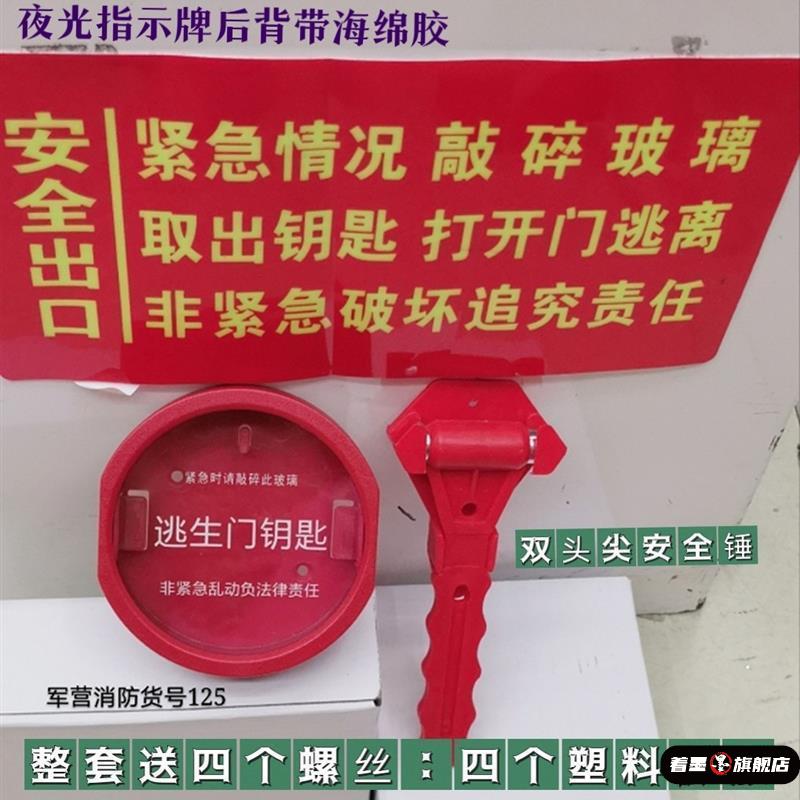 夜光指示牌后背带海绵胶
安全出口
紧急情况 敲碎玻璃
取出钥匙 打开门逃离
非紧急破坏追究责任
紧急时请敲碎此玻璃
逃生门钥匙
非紧急乱动负法律责任
双头尖安全锤
军营消防货号125
整套送四个螺丝：四个塑料
着墨旗舰店